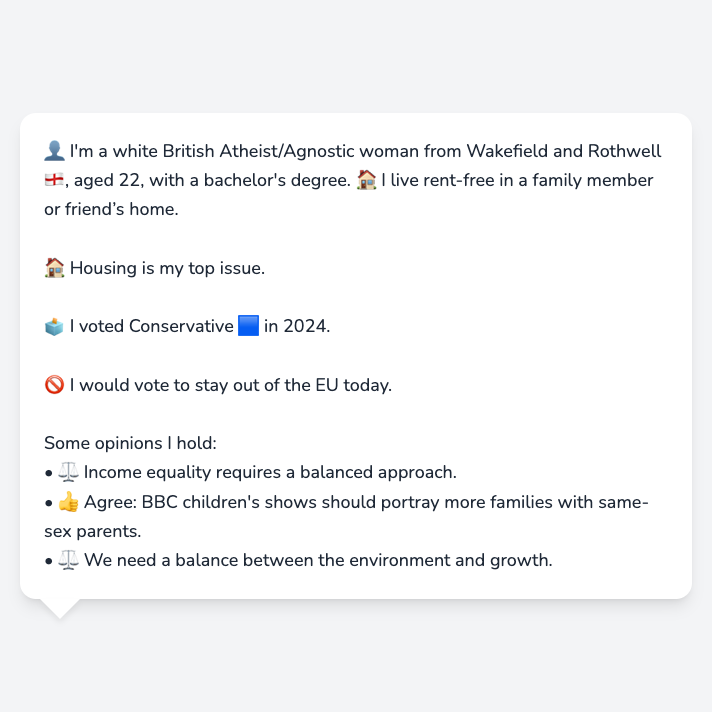 👤 I'm a white British Atheist/Agnostic woman from Wakefield and Rothwell
🏴󠁧󠁢󠁥󠁮󠁧󠁿, aged 22, with a bachelor's degree. 🏠 I live rent-free in a family member
or friend’s home.
🏠 Housing is my top issue.
🗳️ I voted Conservative 🟦 in 2024.
🚫 I would vote to stay out of the EU today.
Some opinions I hold:
• ⚖️ Income equality requires a balanced approach.
• 👍 Agree: BBC children's shows should portray more families with same-
sex parents.
• ⚖️ We need a balance between the environment and growth.